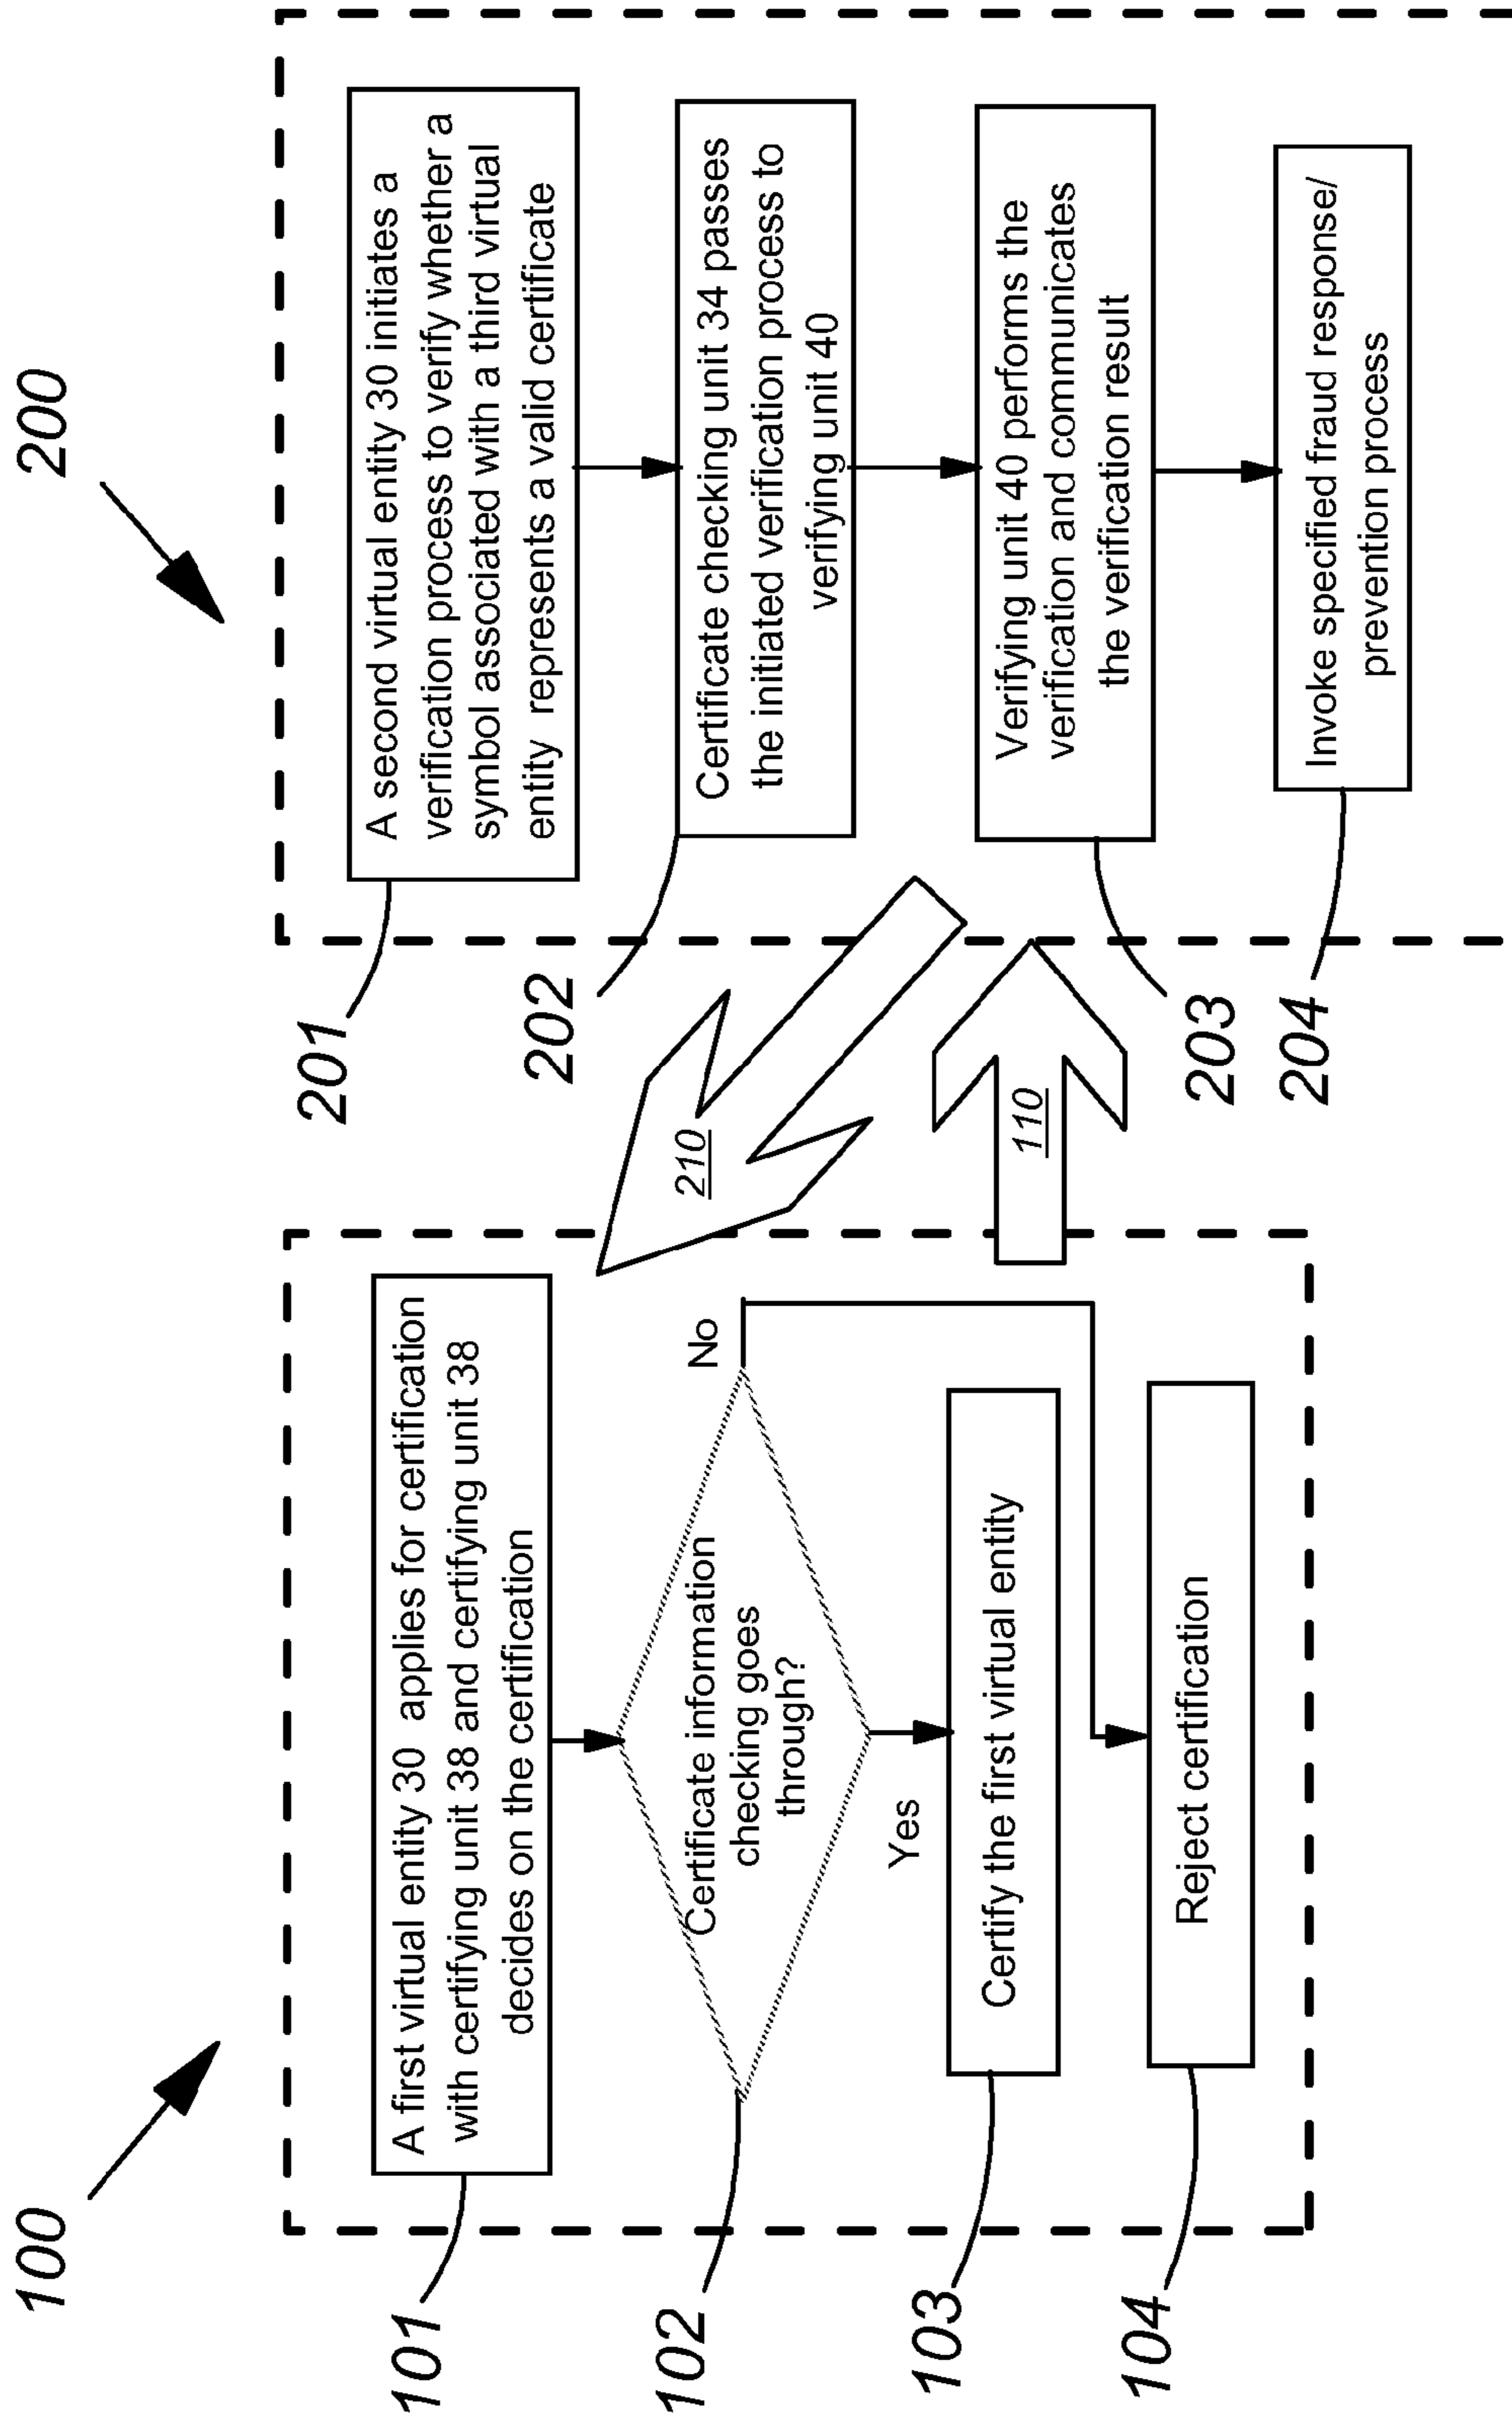 100
101
A first virtual entity 30 applies for certification
with certifying unit 38 and certifying unit 38
decides on the certification
102
Certificate information
checking goes
through?
No
Yes
103
Certify the first virtual entity
104
Reject certification
210
110
200
201
A second virtual entity 30 initiates a
verification process to verify whether a
symbol associated with a third virtual
entity represents a valid certificate
202
Certificate checking unit 34 passes
the initiated verification process to
verifying unit 40
203
Verifying unit 40 performs the
verification and communicates
the verification result
204
Invoke specified fraud response/
prevention process